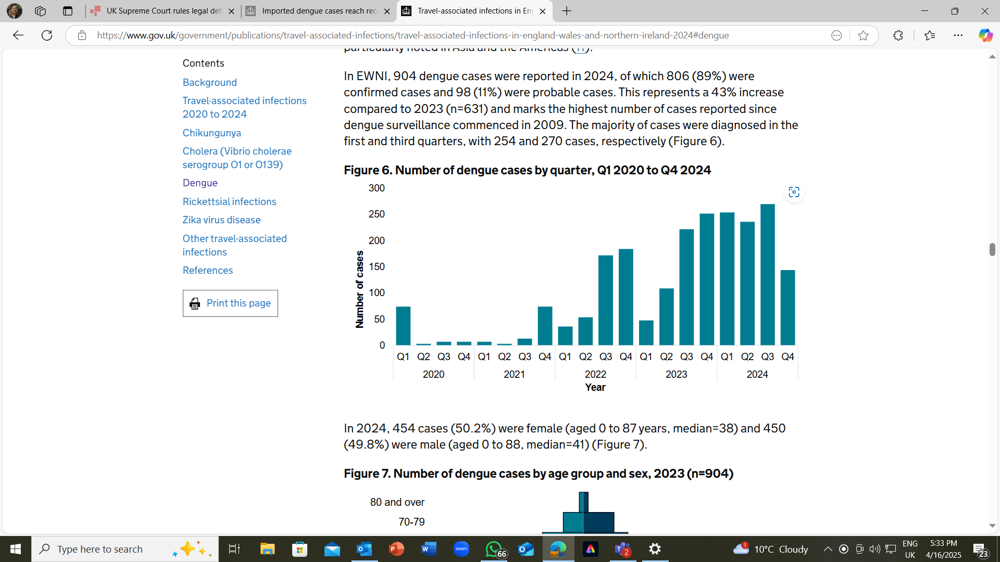 UK Supreme Court rules legal defi
Imported dengue cases reach rec
Travel-associated infections in Eng
https://www.gov.uk/government/publications/travel-associated-infections/travel-associated-infections-in-england-wales-and-northern-ireland-2024#dengue
particularly noted in Asia and the Americas (11).
Contents
Background
Travel-associated infections
2020 to 2024
Chikungunya
Cholera (Vibrio cholerae
serogroup O1 or O139)
Dengue
Rickettsial infections
Zika virus disease
Other travel-associated
infections
References
Print this page
In EWNI, 904 dengue cases were reported in 2024, of which 806 (89%) were
confirmed cases and 98 (11%) were probable cases. This represents a 43% increase
compared to 2023 (n=631) and marks the highest number of cases reported since
dengue surveillance commenced in 2009. The majority of cases were diagnosed in the
first and third quarters, with 254 and 270 cases, respectively (Figure 6).
Figure 6. Number of dengue cases by quarter, Q1 2020 to Q4 2024
300
250
200
150
100
50
0
Number of cases
Q1 Q2 Q3 Q4 Q1 Q2 Q3 Q4 Q1 Q2 Q3 Q4 Q1 Q2 Q3 Q4 Q1 Q2 Q3 Q4
2020 2021 2022 2023 2024
Year
In 2024, 454 cases (50.2%) were female (aged 0 to 87 years, median=38) and 450
(49.8%) were male (aged 0 to 88, median=41) (Figure 7).
Figure 7. Number of dengue cases by age group and sex, 2023 (n=904)
80 and over
70-79
Type here to search
zoom
66
2
1
10°C Cloudy
ENG
UK
5:33 PM
4/16/2025
23